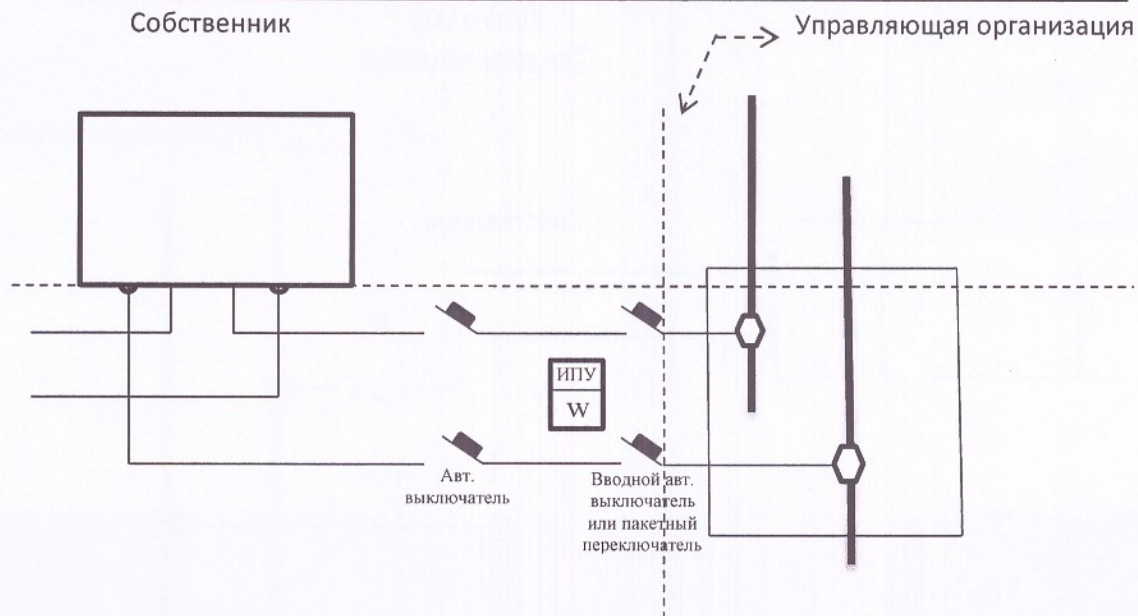 Собственник
Управляющая организация
ИПУ
W
Авт.
выключатель
Вводной авт.
выключатель
или пакетный
переключатель